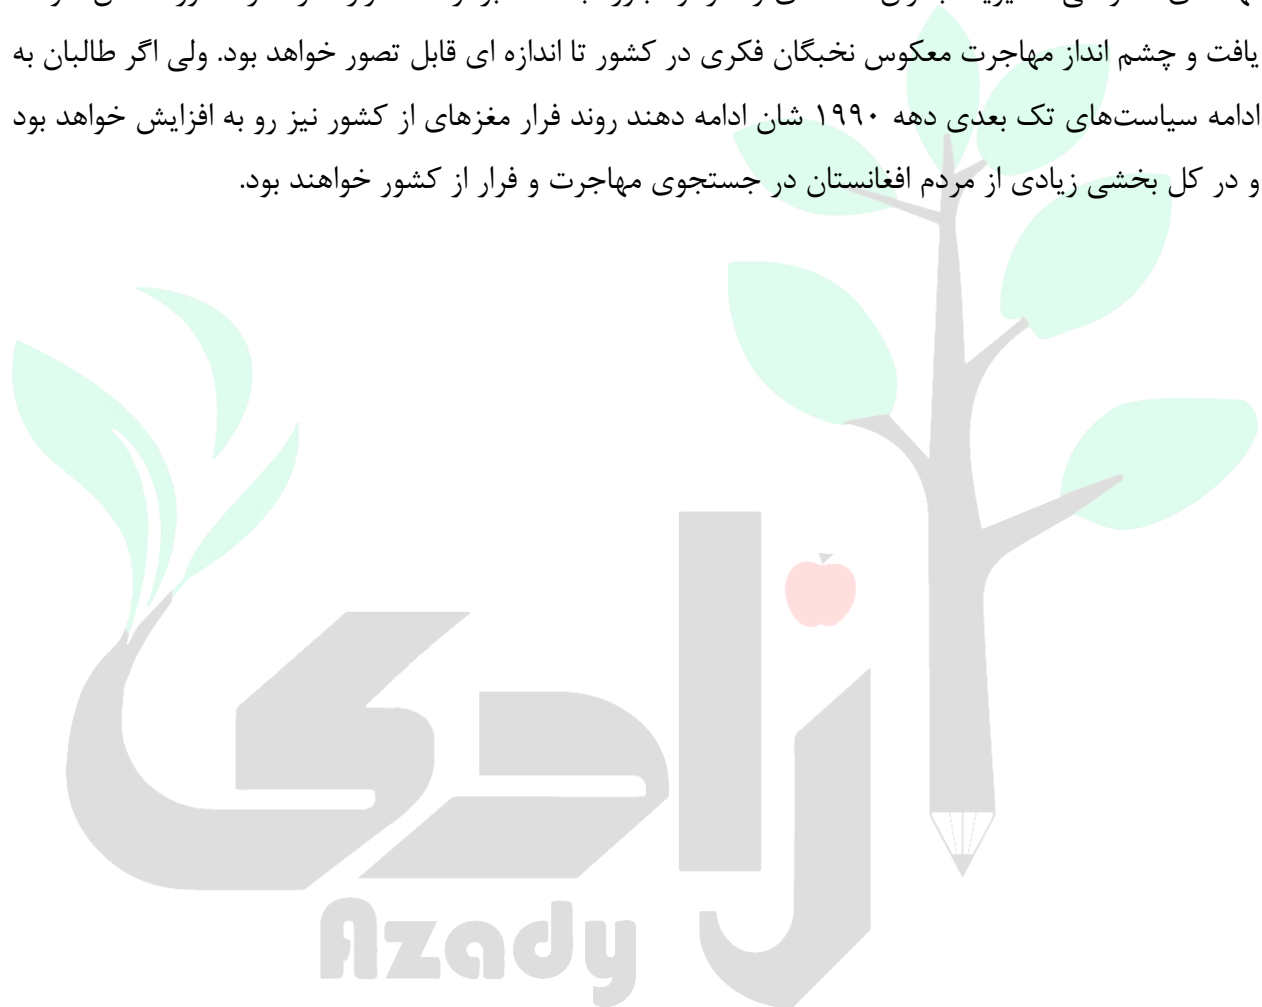 یافت و چشم انداز مهاجرت معکوس نخبگان فکری در کشور تا اندازه ای قابل تصور خواهد بود. ولی اگر طالبان به
ادامه سیاست‌های تک بعدی دهه ۱۹۹۰ شان ادامه دهند روند فرار مغزهای از کشور نیز رو به افزایش خواهد بود
و در کل بخشی زیادی از مردم افغانستان در جستجوی مهاجرت و فرار از کشور خواهند بود.
ازادی
Azady